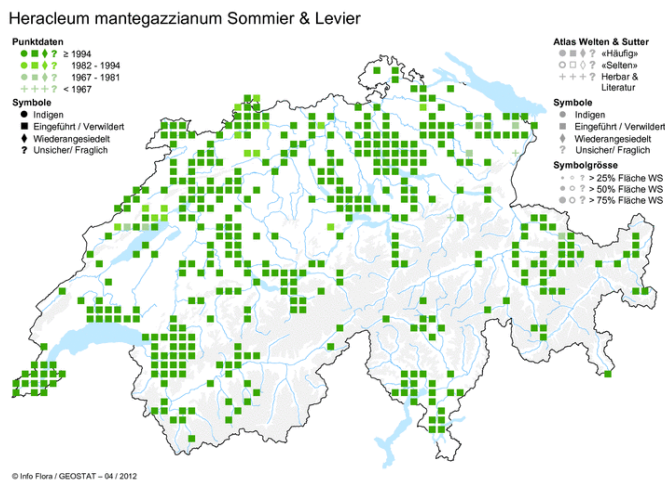 Heracleum mantegazzianum Sommier & Levier
Punktdaten
≥ 1994
1982 - 1994
1967 - 1981
< 1967
Symbole
Indigen
Eingeführt / Verwildert
Wiederangesiedelt
Unsicher/ Fraglich
Atlas Welten & Sutter
«Häufig»
«Selten»
Herbar &
Literatur
Symbole
Indigen
Eingeführt / Verwildert
Wiederangesiedelt
Unsicher/ Fraglich
Symbolgrösse
> 25% Fläche WS
> 50% Fläche WS
> 75% Fläche WS
© Info Flora / GEOSTAT – 04 / 2012